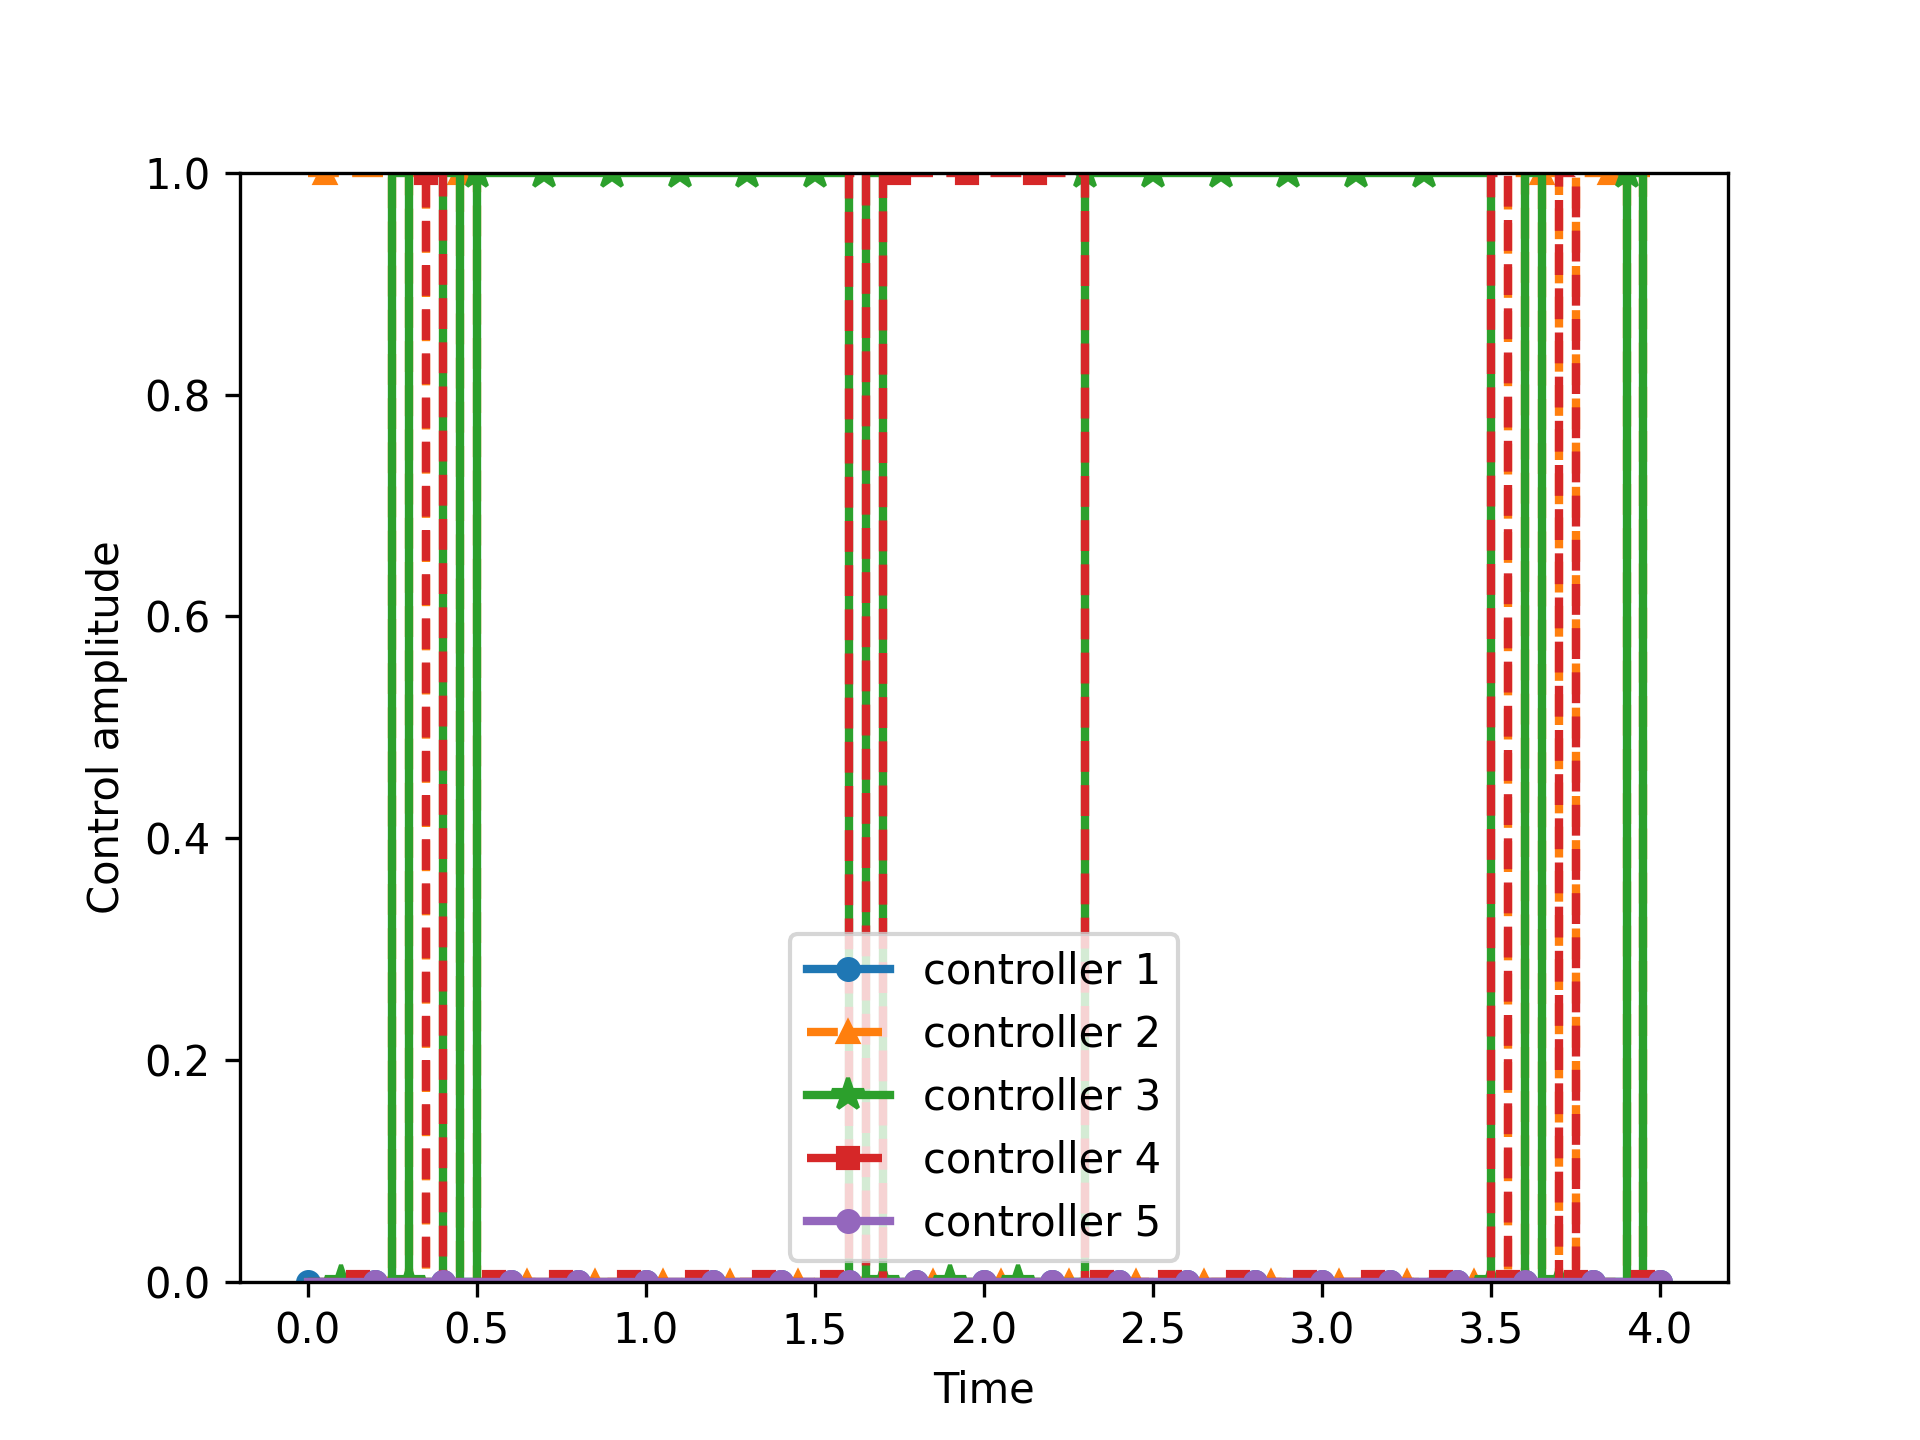 1.0
0.8
0.6
0.4
0.2
0.0
Control amplitude
controller 1
controller 2
controller 3
controller 4
controller 5
0.0 0.5 1.0 1.5 2.0 2.5 3.0 3.5 4.0
Time